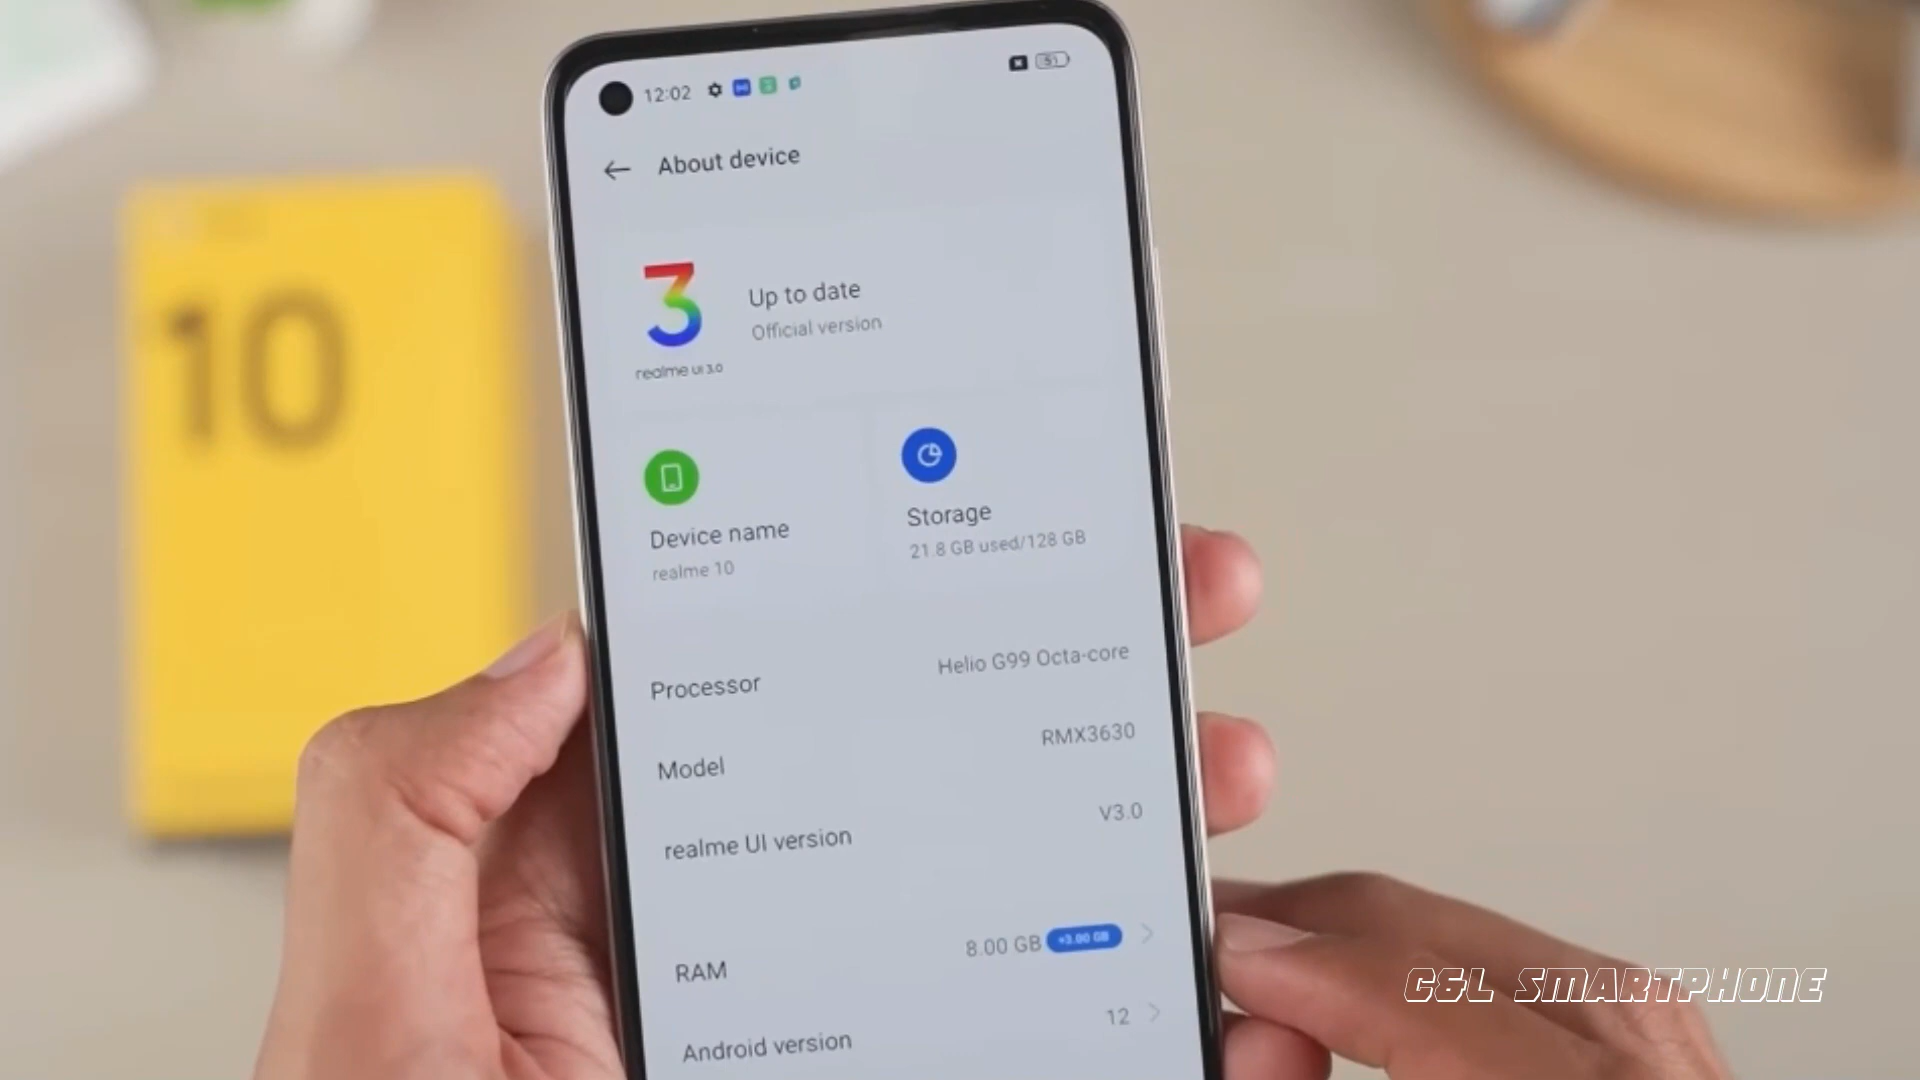 12:02
51
About device
3
realme UI 3.0
Up to date
Official version
10
Device name
realme 10
Storage
21.8 GB used/128 GB
Processor
Helio G99 Octa-core
Model
RMX3630
realme UI version
V3.0
RAM
8.00 GB +3.00 GB
Android version
12
C&L SMARTPHONE